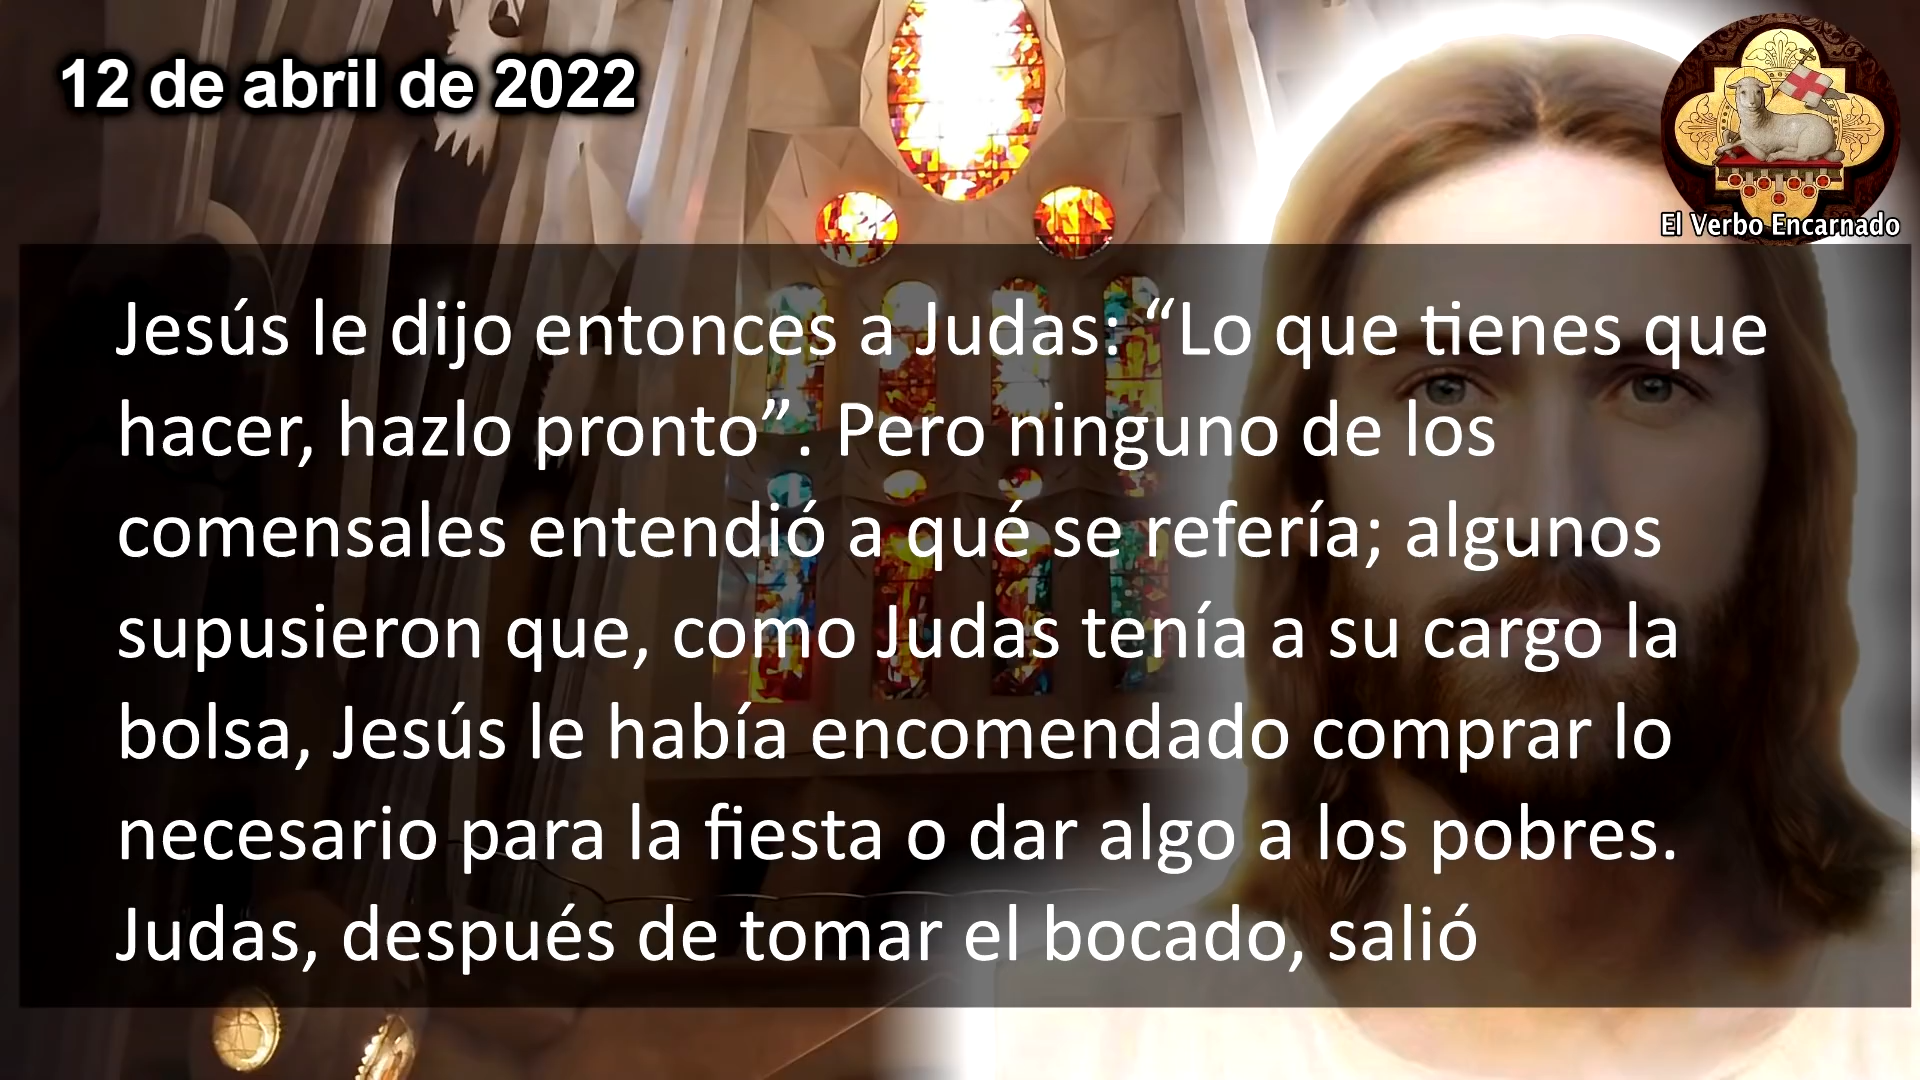 12 de abril de 2022
El Verbo Encarnado
Jesús le dijo entonces a Judas: “Lo que tienes que
hacer, hazlo pronto”. Pero ninguno de los
comensales entendió a qué se refería; algunos
supusieron que, como Judas tenía a su cargo la
bolsa, Jesús le había encomendado comprar lo
necesario para la fiesta o dar algo a los pobres.
Judas, después de tomar el bocado, salió